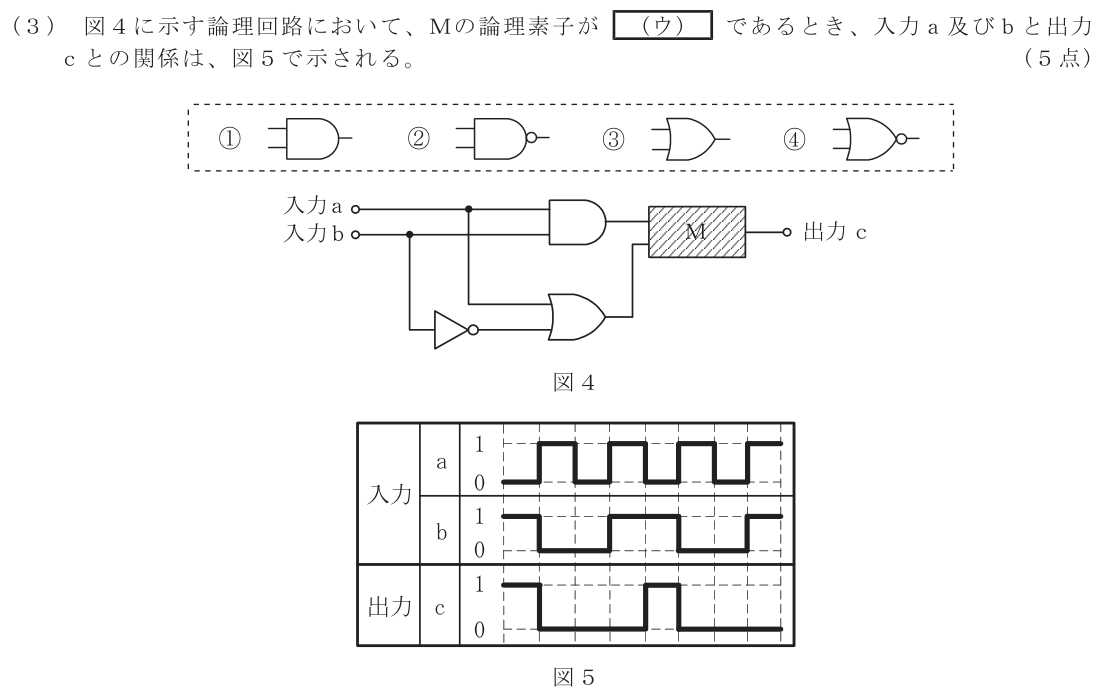 （３） 図４に示す論理回路において、Ｍの論理素子が （ウ） であるとき、入力ａ及びｂと出力
ｃとの関係は、図５で示される。 （５点）
① ② ③ ④
入力a
入力b
M
出力 c
図４
入力 a 1 0
b 1 0
出力 c 1 0
図５